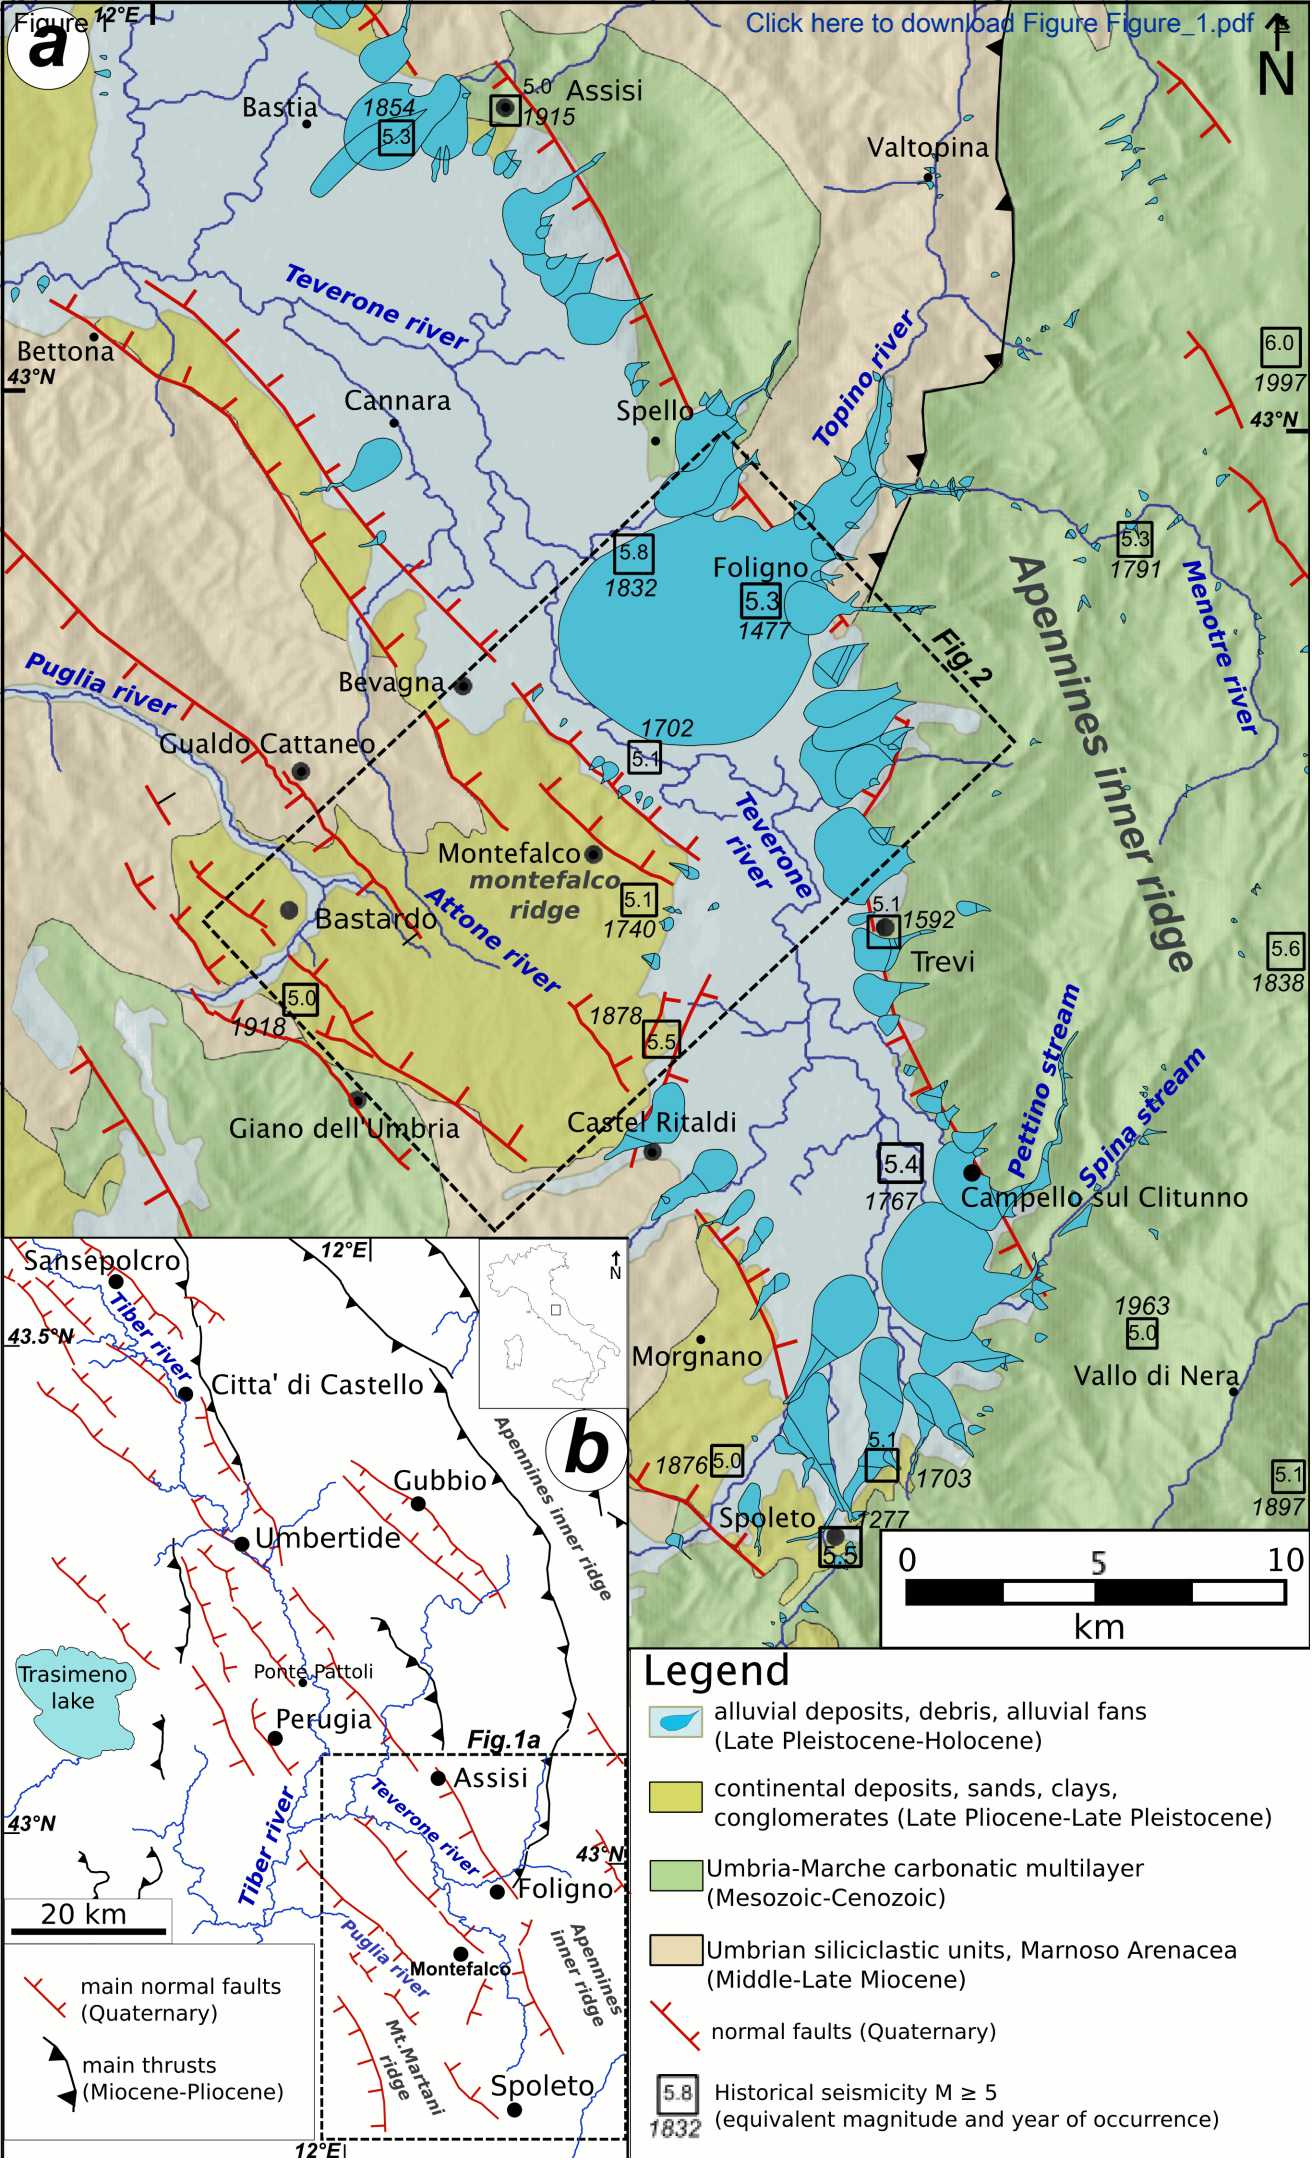 Figure 1
Click here to download Figure Figure_1.pdf
a
12°E
N
Bastia
1854
5.3
5.0
1915
Assisi
Valtopina
Teverone river
Bettona
43°N
Cannara
Spello
Topino river
6.0
1997
43°N
5.8
1832
Foligno
5.3
1477
5.3
1791
Menotre river
Apennines inner ridge
Fig.2
Puglia river
Bevagna
Gualdo Cattaneo
1702
5.1
Teverone
river
Montefalco
montefalco
ridge
5.1
1740
Bastardo
Attone river
5.1
1592
Trevi
5.6
1838
5.0
1918
1878
5.5
Pettino stream
Spina stream
Giano dell'Umbria
Castel Ritaldi
5.4
1767
Campello sul Clitunno
1963
5.0
Vallo di Nera
Morgnano
1876
5.0
5.1
1703
5.1
1897
Spoleto
1277
5.5
0 5 10
km
12°E
N
Sansepolcro
Tiber river
43.5°N
Citta' di Castello
b
Apennines inner ridge
Gubbio
Umbertide
Trasimeno
lake
Ponte Pattoli
Perugia
Fig.1a
Assisi
Teverone river
43°N
43°N
Tiber river
Foligno
20 km
Puglia river
Montefalco
Apennines
inner ridge
Mt.Martani
ridge
Spoleto
12°E
main normal faults
(Quaternary)
main thrusts
(Miocene-Pliocene)
Legend
alluvial deposits, debris, alluvial fans
(Late Pleistocene-Holocene)
continental deposits, sands, clays,
conglomerates (Late Pliocene-Late Pleistocene)
Umbria-Marche carbonatic multilayer
(Mesozoic-Cenozoic)
Umbrian siliciclastic units, Marnoso Arenacea
(Middle-Late Miocene)
normal faults (Quaternary)
5.8
1832
Historical seismicity M ≥ 5
(equivalent magnitude and year of occurrence)